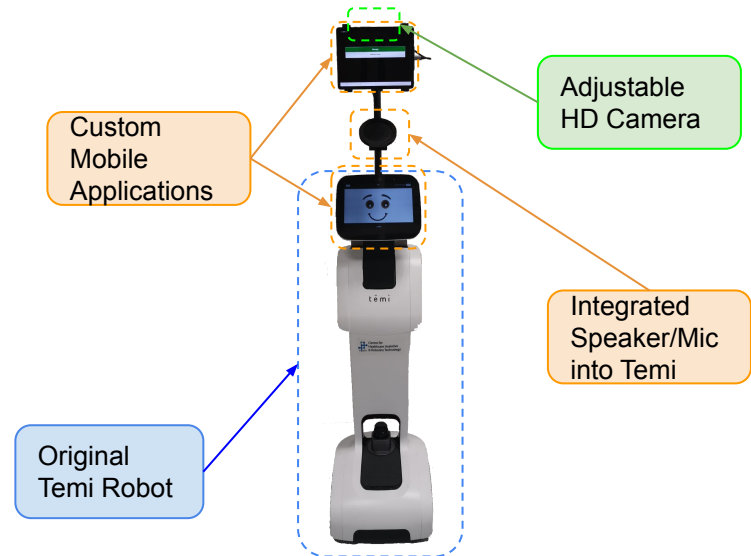 Adjustable
HD Camera
Custom
Mobile
Applications
temi
Integrated
Speaker/Mic
into Temi
Original
Temi Robot